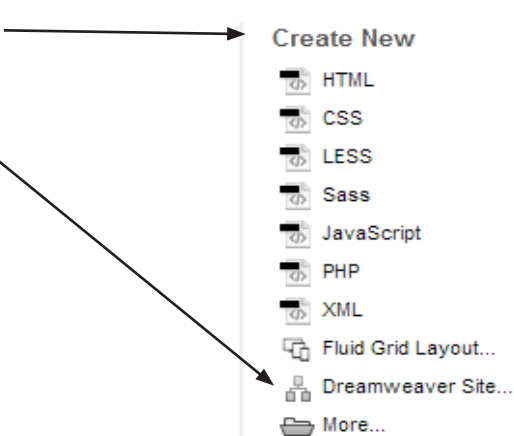 Create New
HTML
CSS
LESS
Sass
JavaScript
PHP
XML
Fluid Grid Layout...
Dreamweaver Site...
More...